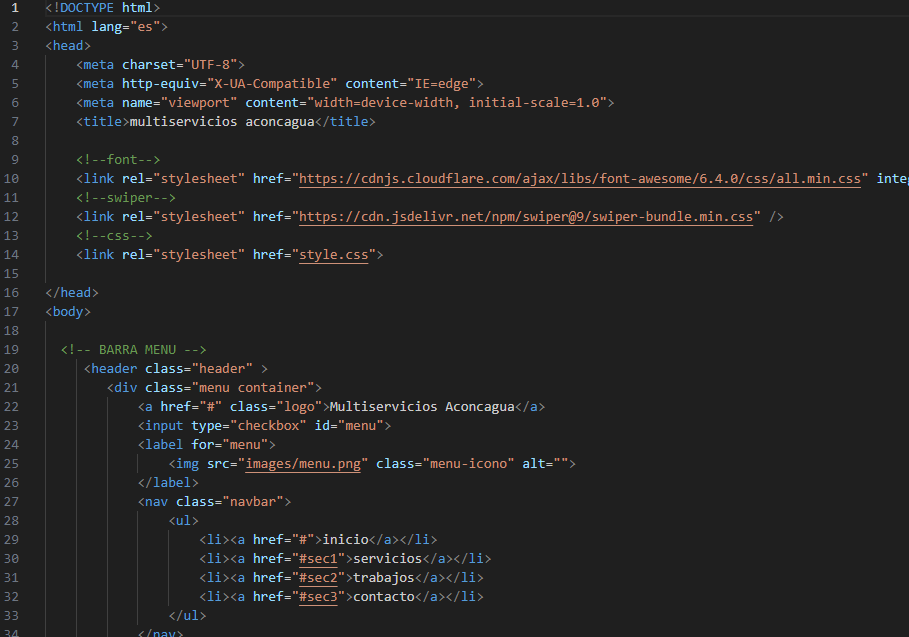 1 <!DOCTYPE html>
2 <html lang="es">
3 <head>
4 <meta charset="UTF-8">
5 <meta http-equiv="X-UA-Compatible" content="IE=edge">
6 <meta name="viewport" content="width=device-width, initial-scale=1.0">
7 <title>multiservicios aconcagua</title>
8
9 <!--font-->
10 <link rel="stylesheet" href="https://cdnjs.cloudflare.com/ajax/libs/font-awesome/6.4.0/css/all.min.css" integ
11 <!--swiper-->
12 <link rel="stylesheet" href="https://cdn.jsdelivr.net/npm/swiper@9/swiper-bundle.min.css" />
13 <!--css-->
14 <link rel="stylesheet" href="style.css">
15
16 </head>
17 <body>
18
19 <!-- BARRA MENU -->
20 <header class="header" >
21 <div class="menu container">
22 <a href="#" class="logo">Multiservicios Aconcagua</a>
23 <input type="checkbox" id="menu">
24 <label for="menu">
25 <img src="images/menu.png" class="menu-icono" alt="">
26 </label>
27 <nav class="navbar">
28 <ul>
29 <li><a href="#">inicio</a></li>
30 <li><a href="#sec1">servicios</a></li>
31 <li><a href="#sec2">trabajos</a></li>
32 <li><a href="#sec3">contacto</a></li>
33 </ul>
34 </nav>